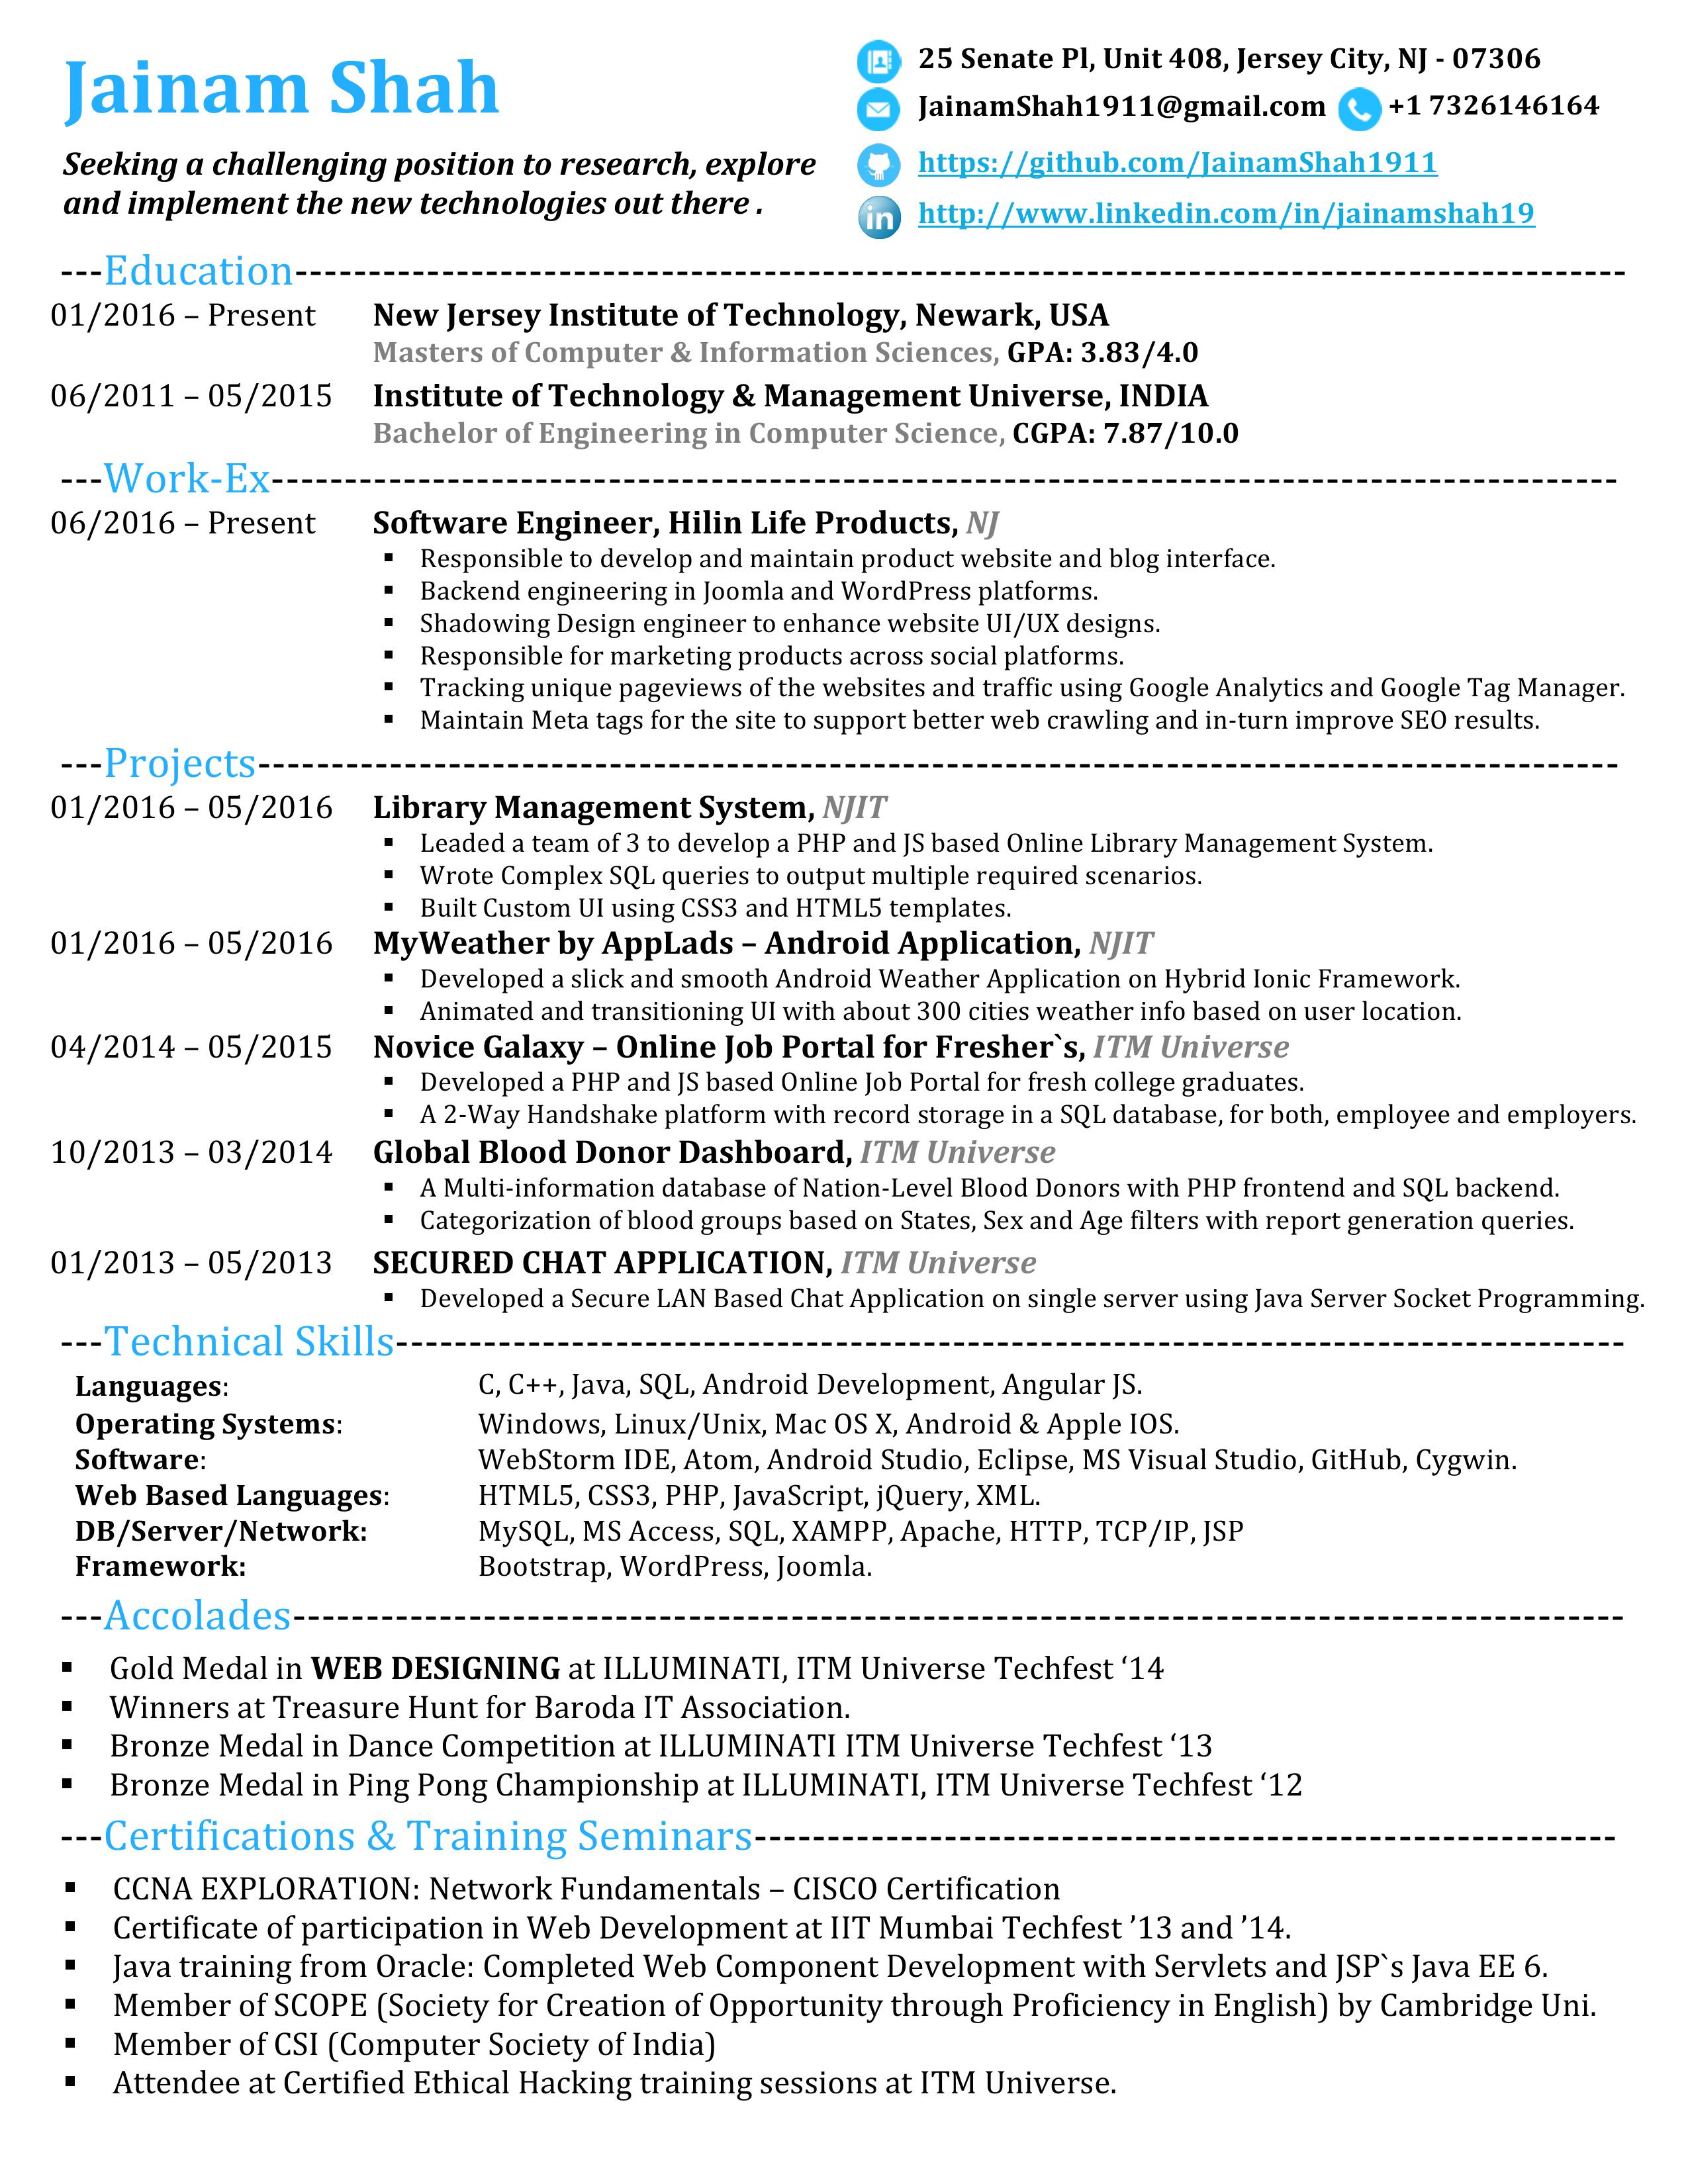 Jainam Shah
Seeking a challenging position to research, explore
and implement the new technologies out there .
25 Senate Pl, Unit 408, Jersey City, NJ - 07306
JainamShah1911@gmail.com +1 7326146164
https://github.com/JainamShah1911
in http://www.linkedin.com/in/jainamshah19
---Education-------------------------------------------------------------------------------------------
01/2016 – Present New Jersey Institute of Technology, Newark, USA
Masters of Computer & Information Sciences, GPA: 3.83/4.0
06/2011 – 05/2015 Institute of Technology & Management Universe, INDIA
Bachelor of Engineering in Computer Science, CGPA: 7.87/10.0
---Work-Ex--------------------------------------------------------------------------------------------
06/2016 – Present Software Engineer, Hilin Life Products, NJ
▪ Responsible to develop and maintain product website and blog interface.
▪ Backend engineering in Joomla and WordPress platforms.
▪ Shadowing Design engineer to enhance website UI/UX designs.
▪ Responsible for marketing products across social platforms.
▪ Tracking unique pageviews of the websites and traffic using Google Analytics and Google Tag Manager.
▪ Maintain Meta tags for the site to support better web crawling and in-turn improve SEO results.
---Projects---------------------------------------------------------------------------------------------
01/2016 – 05/2016 Library Management System, NJIT
▪ Leaded a team of 3 to develop a PHP and JS based Online Library Management System.
▪ Wrote Complex SQL queries to output multiple required scenarios.
▪ Built Custom UI using CSS3 and HTML5 templates.
01/2016 – 05/2016 MyWeather by AppLads – Android Application, NJIT
▪ Developed a slick and smooth Android Weather Application on Hybrid Ionic Framework.
▪ Animated and transitioning UI with about 300 cities weather info based on user location.
04/2014 – 05/2015 Novice Galaxy – Online Job Portal for Fresher`s, ITM Universe
▪ Developed a PHP and JS based Online Job Portal for fresh college graduates.
▪ A 2-Way Handshake platform with record storage in a SQL database, for both, employee and employers.
10/2013 – 03/2014 Global Blood Donor Dashboard, ITM Universe
▪ A Multi-information database of Nation-Level Blood Donors with PHP frontend and SQL backend.
▪ Categorization of blood groups based on States, Sex and Age filters with report generation queries.
01/2013 – 05/2013 SECURED CHAT APPLICATION, ITM Universe
▪ Developed a Secure LAN Based Chat Application on single server using Java Server Socket Programming.
---Technical Skills------------------------------------------------------------------------------------
Languages: C, C++, Java, SQL, Android Development, Angular JS.
Operating Systems: Windows, Linux/Unix, Mac OS X, Android & Apple IOS.
Software: WebStorm IDE, Atom, Android Studio, Eclipse, MS Visual Studio, GitHub, Cygwin.
Web Based Languages: HTML5, CSS3, PHP, JavaScript, jQuery, XML.
DB/Server/Network: MySQL, MS Access, SQL, XAMPP, Apache, HTTP, TCP/IP, JSP
Framework: Bootstrap, WordPress, Joomla.
---Accolades-------------------------------------------------------------------------------------------
▪ Gold Medal in WEB DESIGNING at ILLUMINATI, ITM Universe Techfest ‘14
▪ Winners at Treasure Hunt for Baroda IT Association.
▪ Bronze Medal in Dance Competition at ILLUMINATI ITM Universe Techfest ‘13
▪ Bronze Medal in Ping Pong Championship at ILLUMINATI, ITM Universe Techfest ‘12
---Certifications & Training Seminars-----------------------------------------------------------
▪ CCNA EXPLORATION: Network Fundamentals – CISCO Certification
▪ Certificate of participation in Web Development at IIT Mumbai Techfest ’13 and ’14.
▪ Java training from Oracle: Completed Web Component Development with Servlets and JSP`s Java EE 6.
▪ Member of SCOPE (Society for Creation of Opportunity through Proficiency in English) by Cambridge Uni.
▪ Member of CSI (Computer Society of India)
▪ Attendee at Certified Ethical Hacking training sessions at ITM Universe.